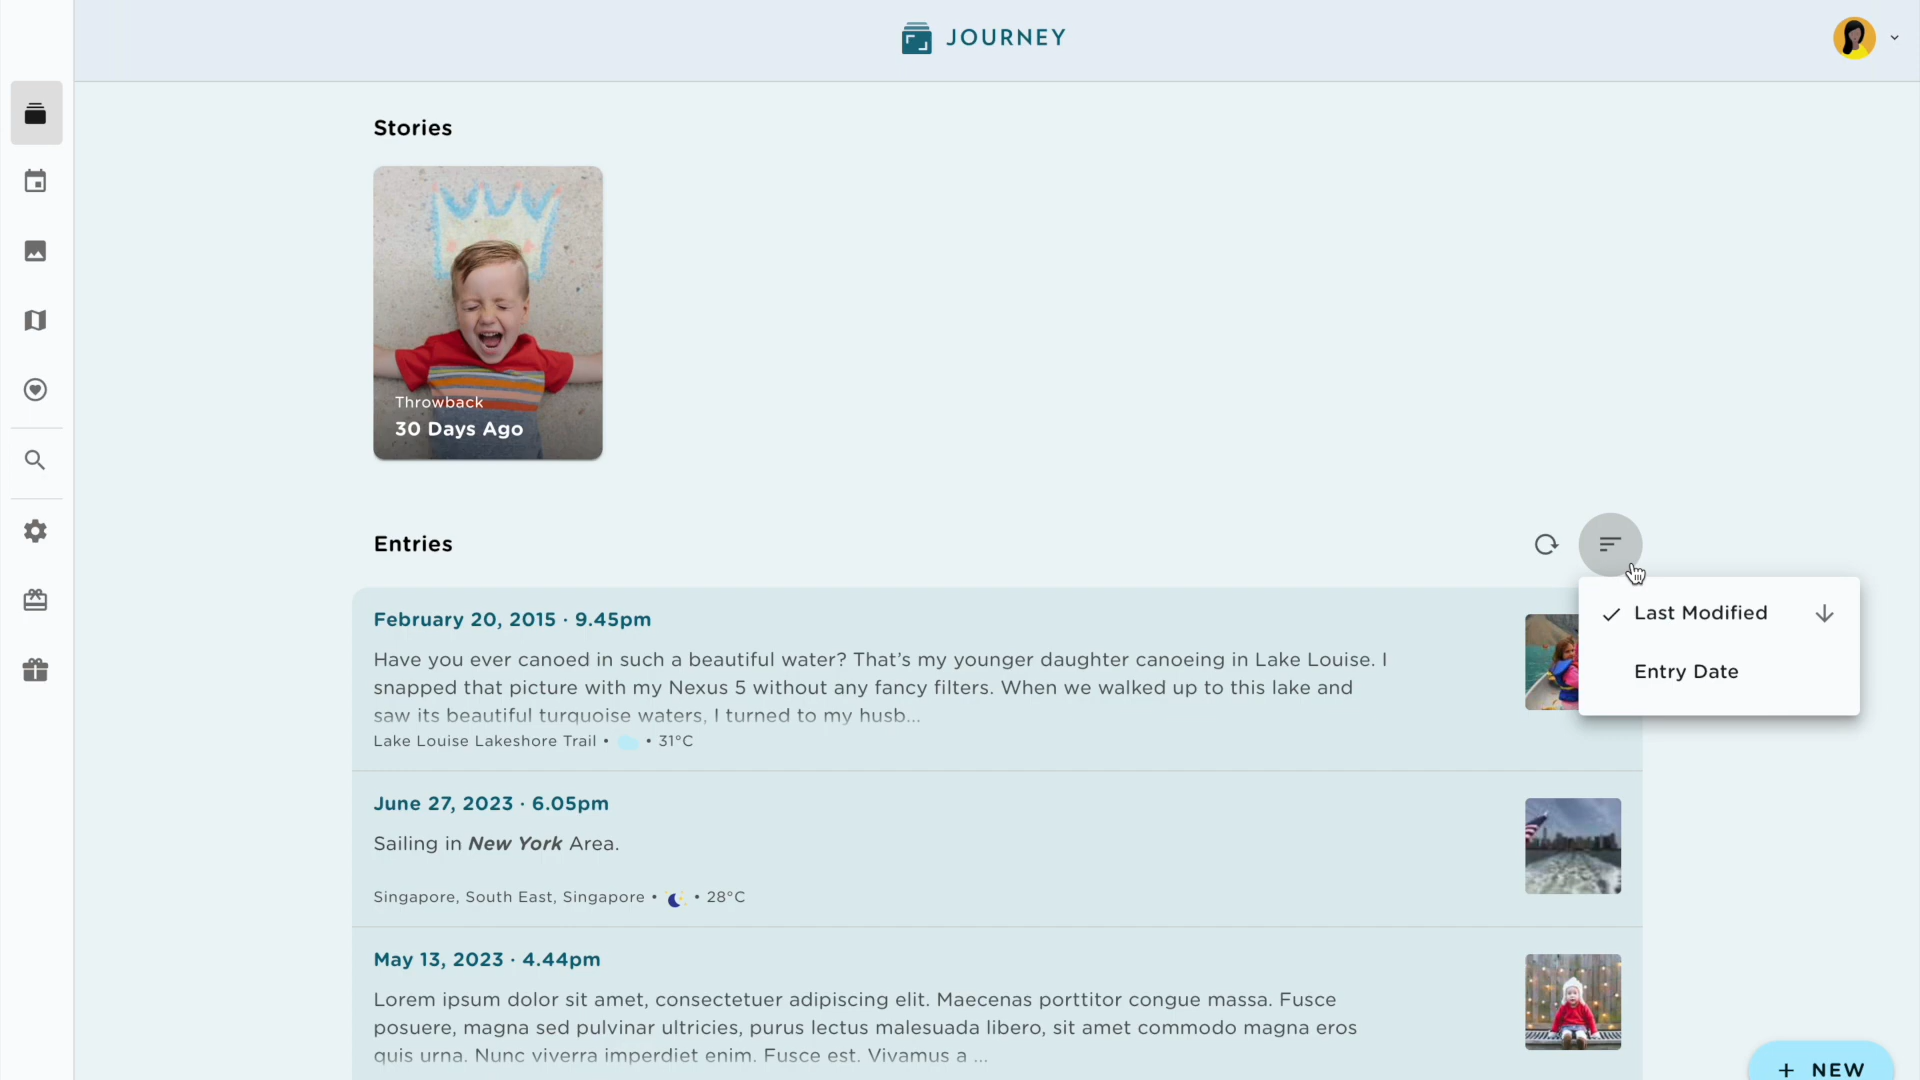 JOURNEY
Stories
Throwback
30 Days Ago
Entries
Last Modified
Entry Date
February 20, 2015 · 9.45pm
Have you ever canoed in such a beautiful water? That’s my younger daughter canoeing in Lake Louise. I
snapped that picture with my Nexus 5 without any fancy filters. When we walked up to this lake and
saw its beautiful turquoise waters, I turned to my husb...
Lake Louise Lakeshore Trail • • 31°C
June 27, 2023 · 6.05pm
Sailing in New York Area.
Singapore, South East, Singapore • • 28°C
May 13, 2023 · 4.44pm
Lorem ipsum dolor sit amet, consectetuer adipiscing elit. Maecenas porttitor congue massa. Fusce
posuere, magna sed pulvinar ultricies, purus lectus malesuada libero, sit amet commodo magna eros
quis urna. Nunc viverra imperdiet enim. Fusce est. Vivamus a ...
+ NEW